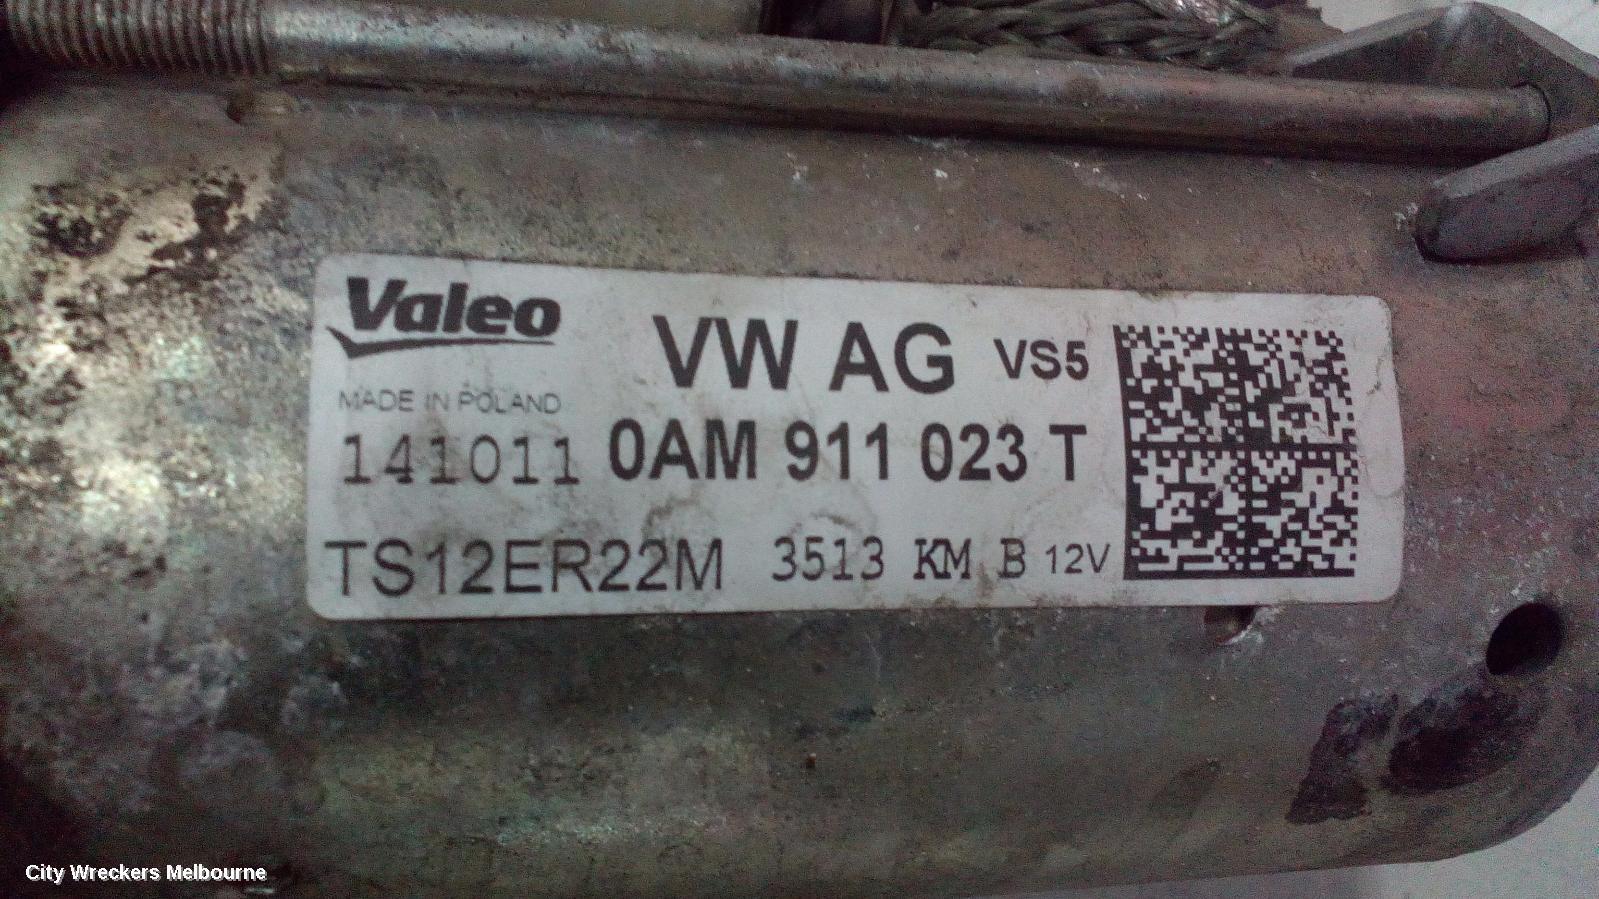 Valeo
VW AG VS5
MADE IN POLAND
141011 0AM 911 023 T
TS12ER22M 3513 KM B 12V
City Wreckers Melbourne